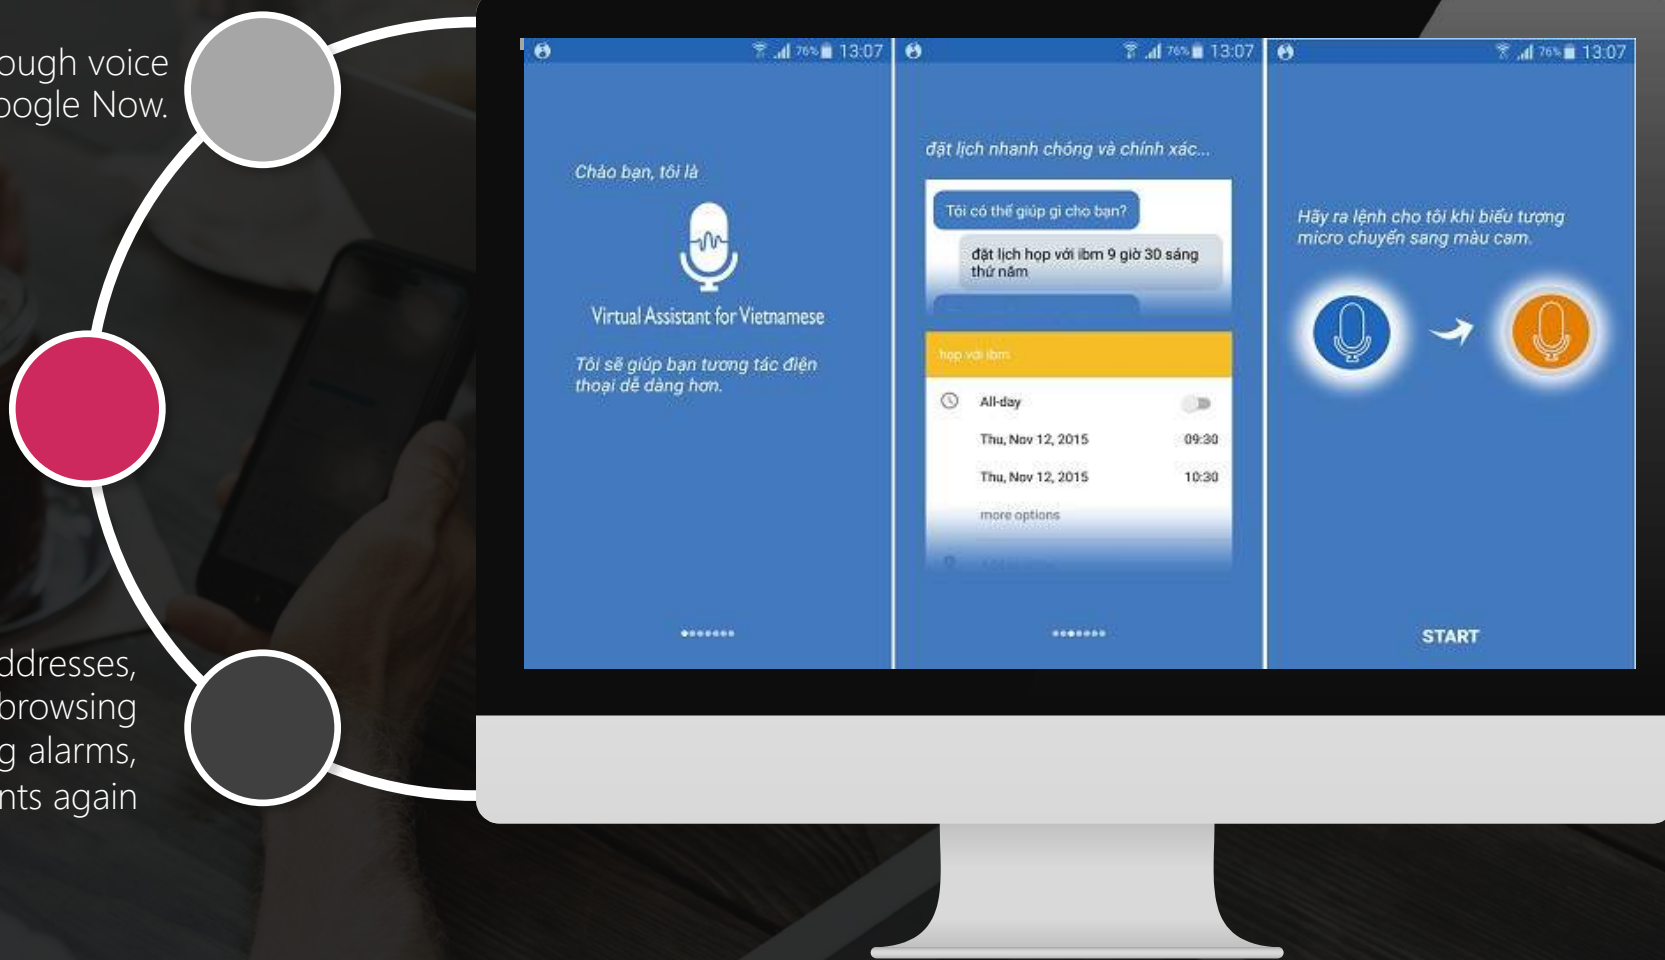 ough voice
oogle Now.
ddresses,
browsing
g alarms,
nts again
76% 13:07
Chào bạn, tôi là
Virtual Assistant for Vietnamese
Tôi sẽ giúp bạn tương tác điện
thoại dễ dàng hơn.
76% 13:07
đặt lịch nhanh chóng và chính xác...
Tôi có thể giúp gì cho bạn?
đặt lịch họp với ibm 9 giờ 30 sáng
thứ năm
họp với ibm
All-day
Thu, Nov 12, 2015 09:30
Thu, Nov 12, 2015 10:30
more options
76% 13:07
Hãy ra lệnh cho tôi khi biểu tượng
micro chuyển sang màu cam.
START